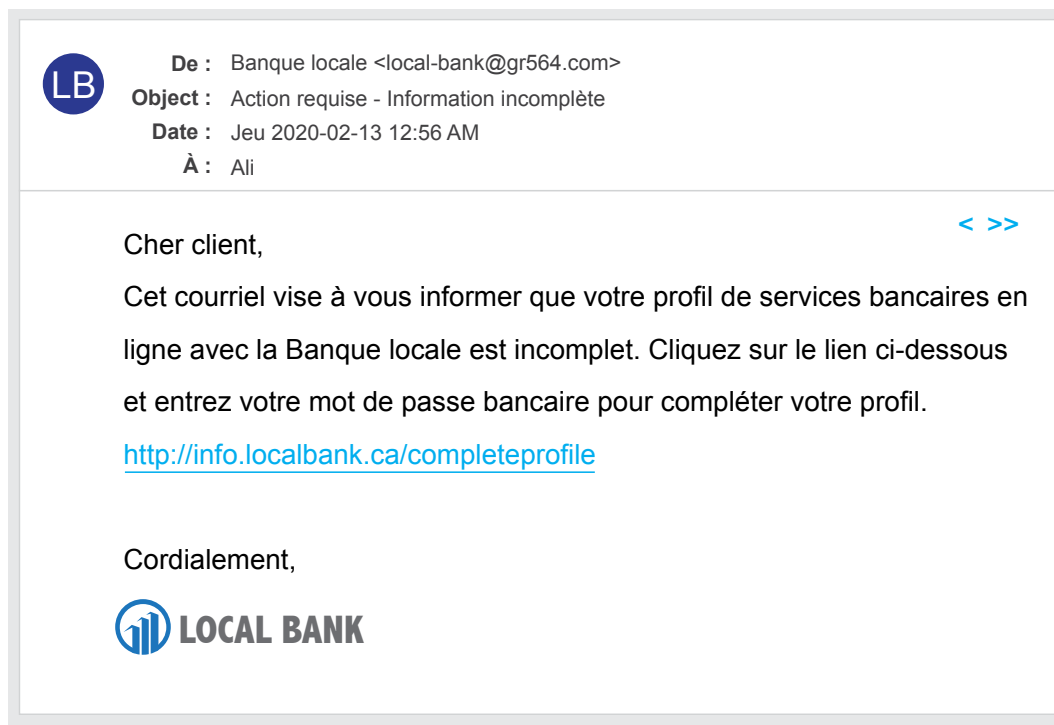 LB
De : Banque locale <local-bank@gr564.com>
Object : Action requise - Information incomplète
Date : Jeu 2020-02-13 12:56 AM
À : Ali
< >>
Cher client,
Cet courriel vise à vous informer que votre profil de services bancaires en
ligne avec la Banque locale est incomplet. Cliquez sur le lien ci-dessous
et entrez votre mot de passe bancaire pour compléter votre profil.
http://info.localbank.ca/completeprofile
Cordialement,
LOCAL BANK